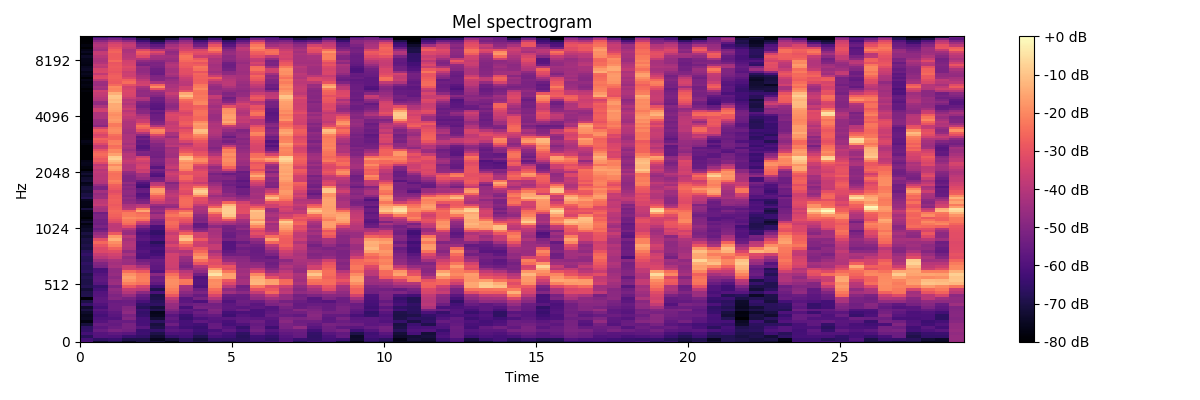 Mel spectrogram
Hz
8192
4096
2048
1024
512
0
0 5 10 15 20 25
Time
+0 dB
-10 dB
-20 dB
-30 dB
-40 dB
-50 dB
-60 dB
-70 dB
-80 dB